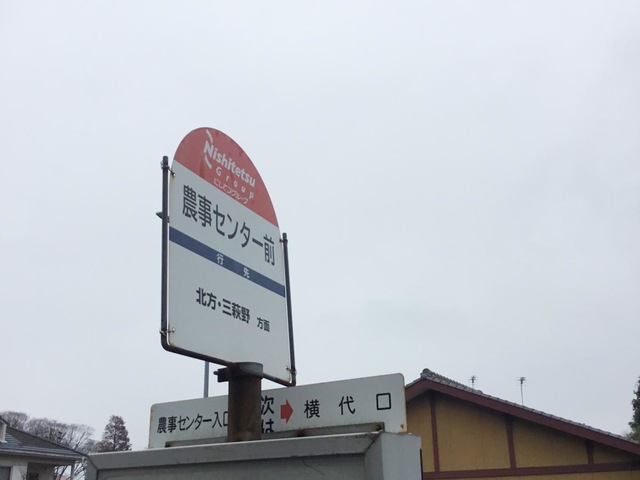 Nishitetsu
Group
にしてつグループ
農事センター前
行先
北方・三萩野 方面
農事センター入口 次は ➡ 横代口